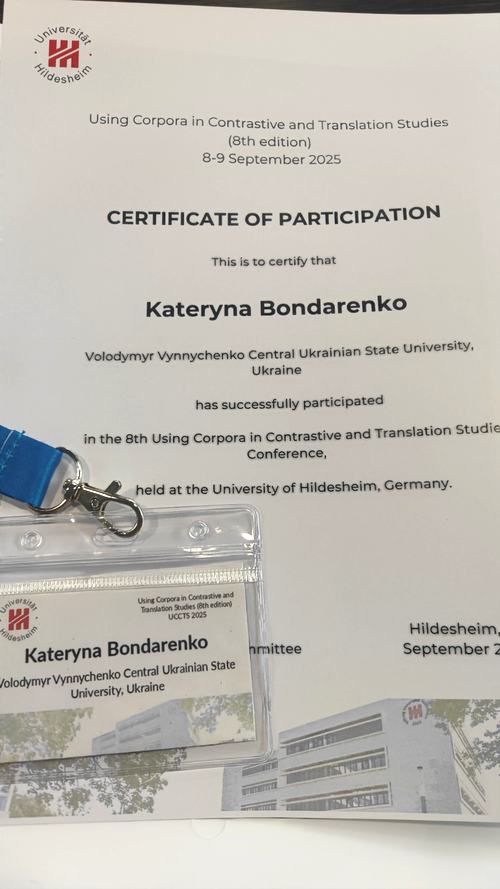 Universität
Hildesheim
Using Corpora in Contrastive and Translation Studies
(8th edition)
8-9 September 2025
CERTIFICATE OF PARTICIPATION
This is to certify that
Kateryna Bondarenko
Volodymyr Vynnychenko Central Ukrainian State University,
Ukraine
has successfully participated
in the 8th Using Corpora in Contrastive and Translation Studie
Conference,
held at the University of Hildesheim, Germany.
Hildesheim,
mmittee
September 2
Universität
Hildesheim
Using Corpora in Contrastive and
Translation Studies (8th edition)
UCCTS 2025
Kateryna Bondarenko
Volodymyr Vynnychenko Central Ukrainian State
University, Ukraine